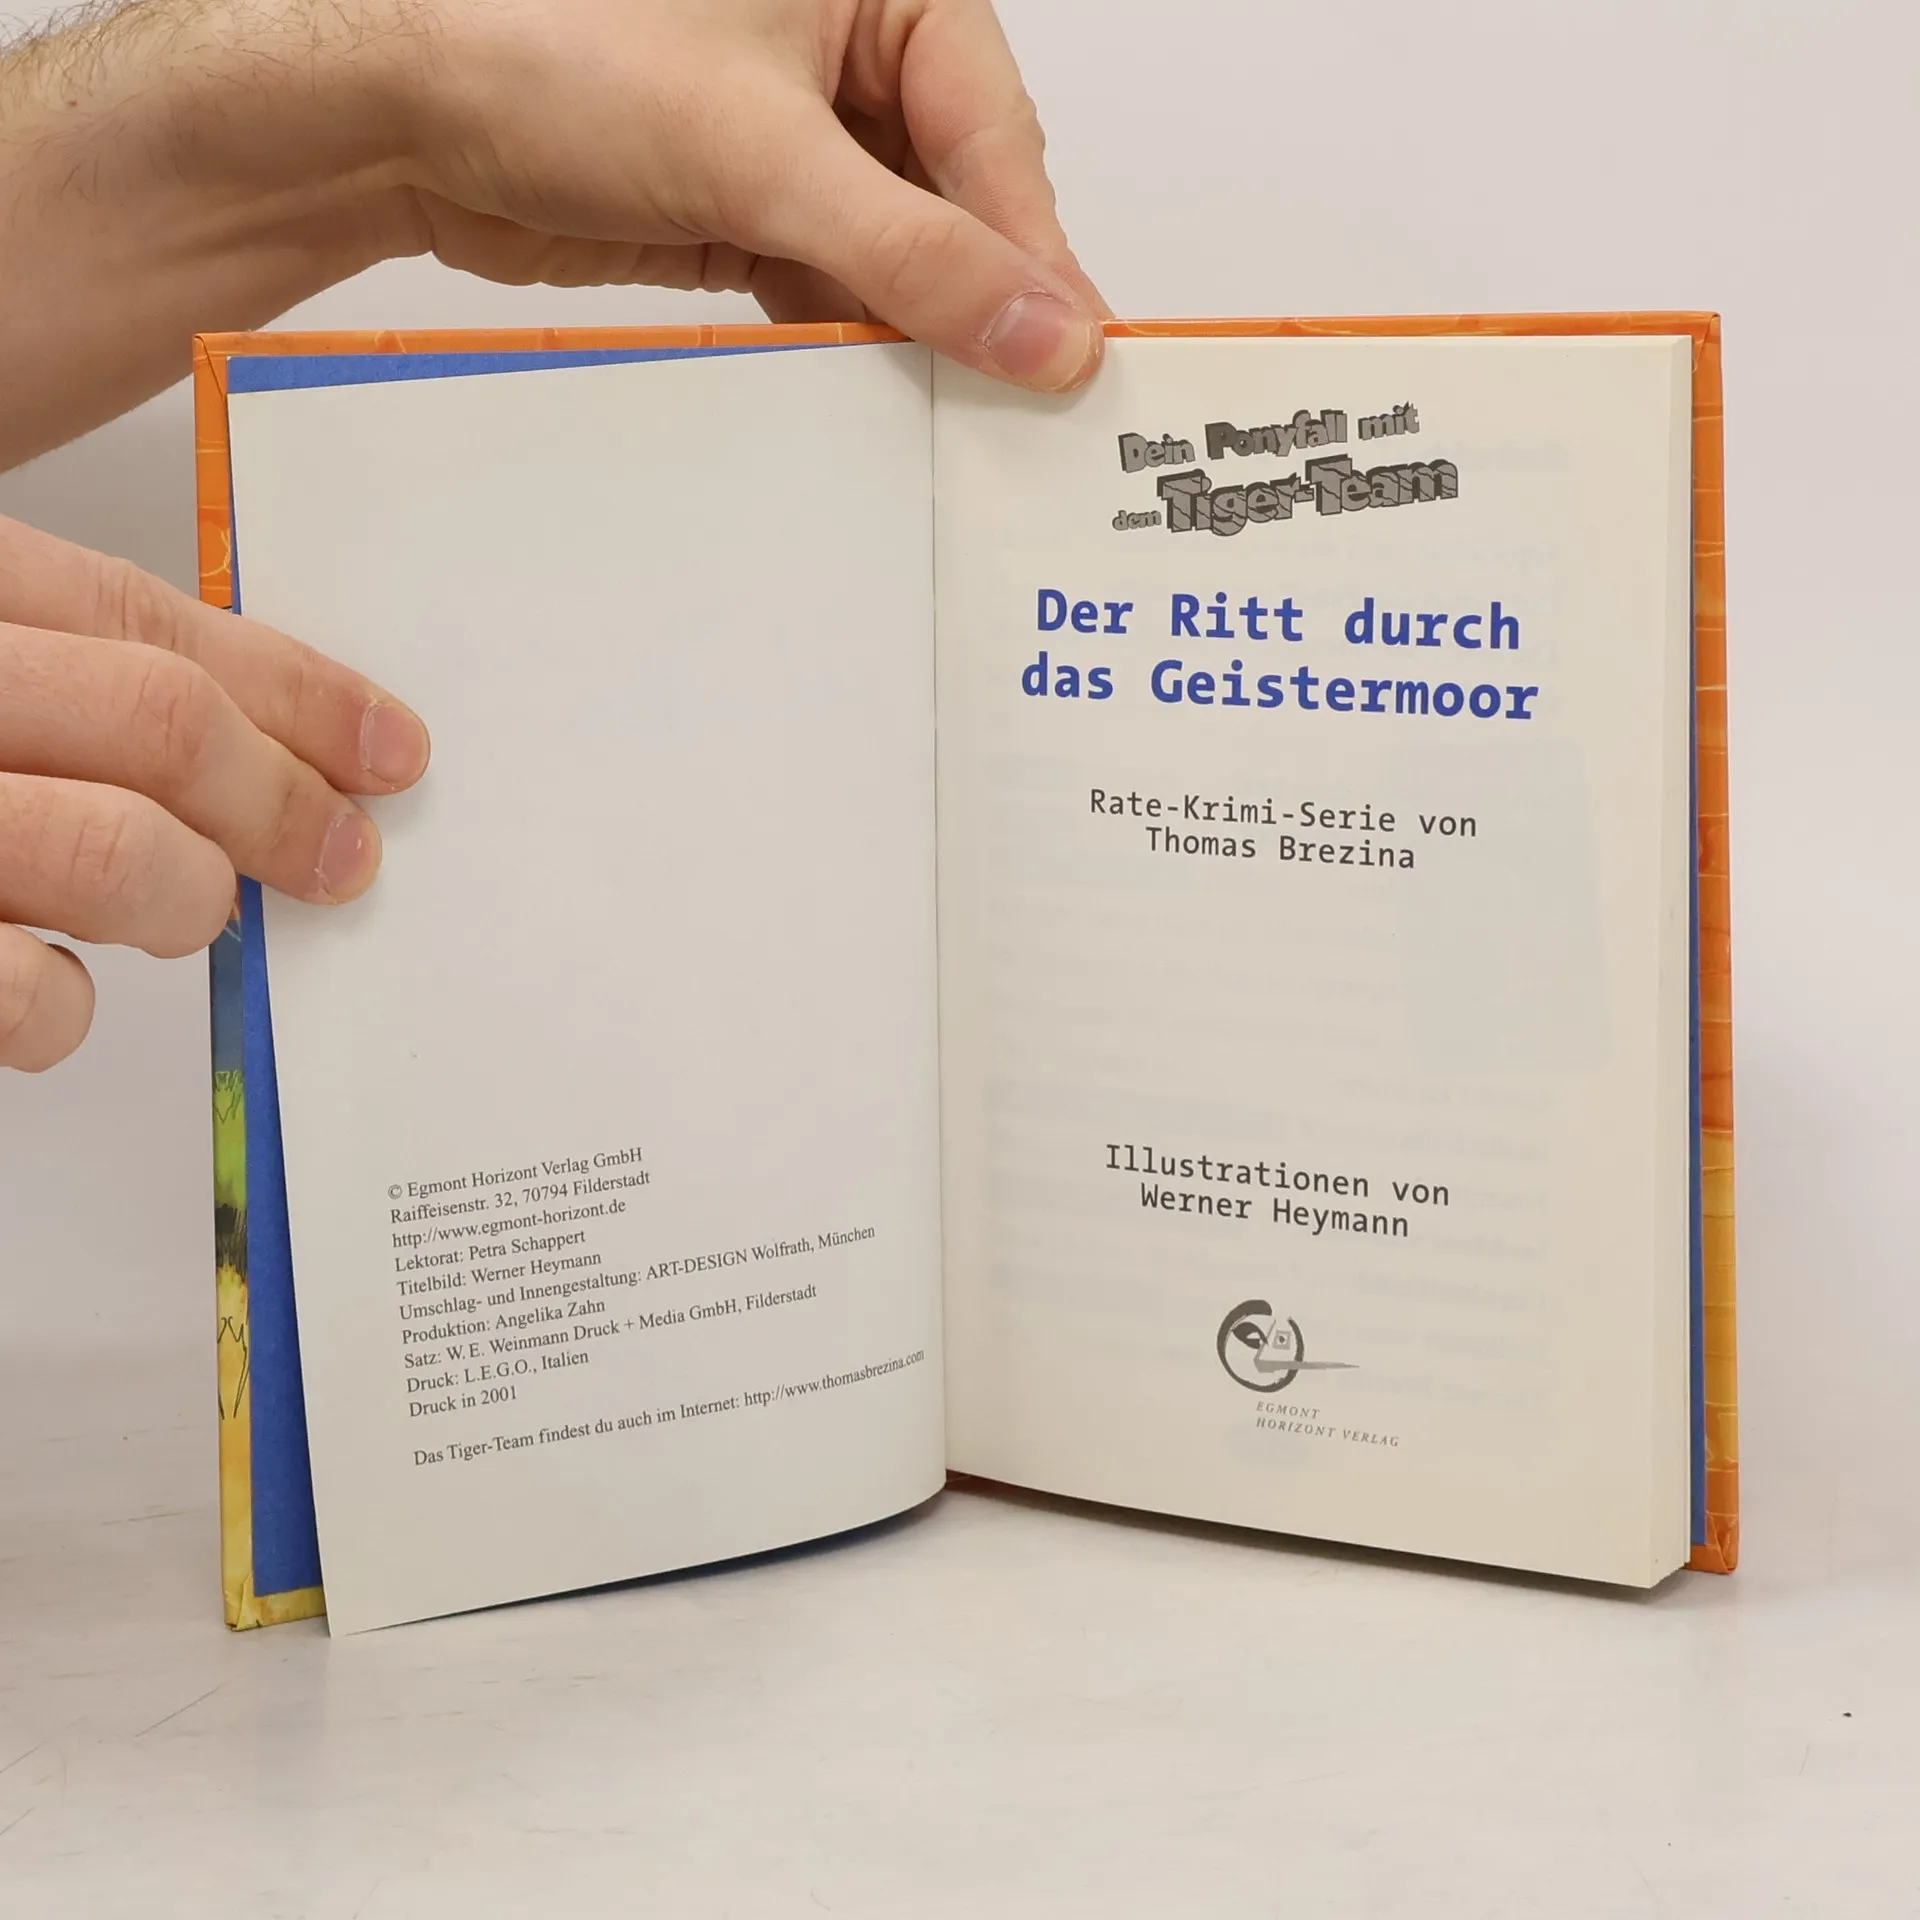 © Egmont Horizont Verlag GmbH
Raiffeisenstr. 32, 70794 Filderstadt
http://www.egmont-horizont.de
Lektorat: Petra Schappert
Titelbild: Werner Heymann
Umschlag- und Innengestaltung: ART-DESIGN Wolfrath, München
Produktion: Angelika Zahn
Satz: W. E. Weinmann Druck + Media GmbH, Filderstadt
Druck: L.E.G.O., Italien
Druck in 2001
Das Tiger-Team findest du auch im Internet: http://www.thomasbrezina.com
Dein Ponyfall mit
dem Tiger-Team
Der Ritt durch
das Geistermoor
Rate-Krimi-Serie von
Thomas Brezina
Illustrationen von
Werner Heymann
EGMONT
HORIZONT VERLAG